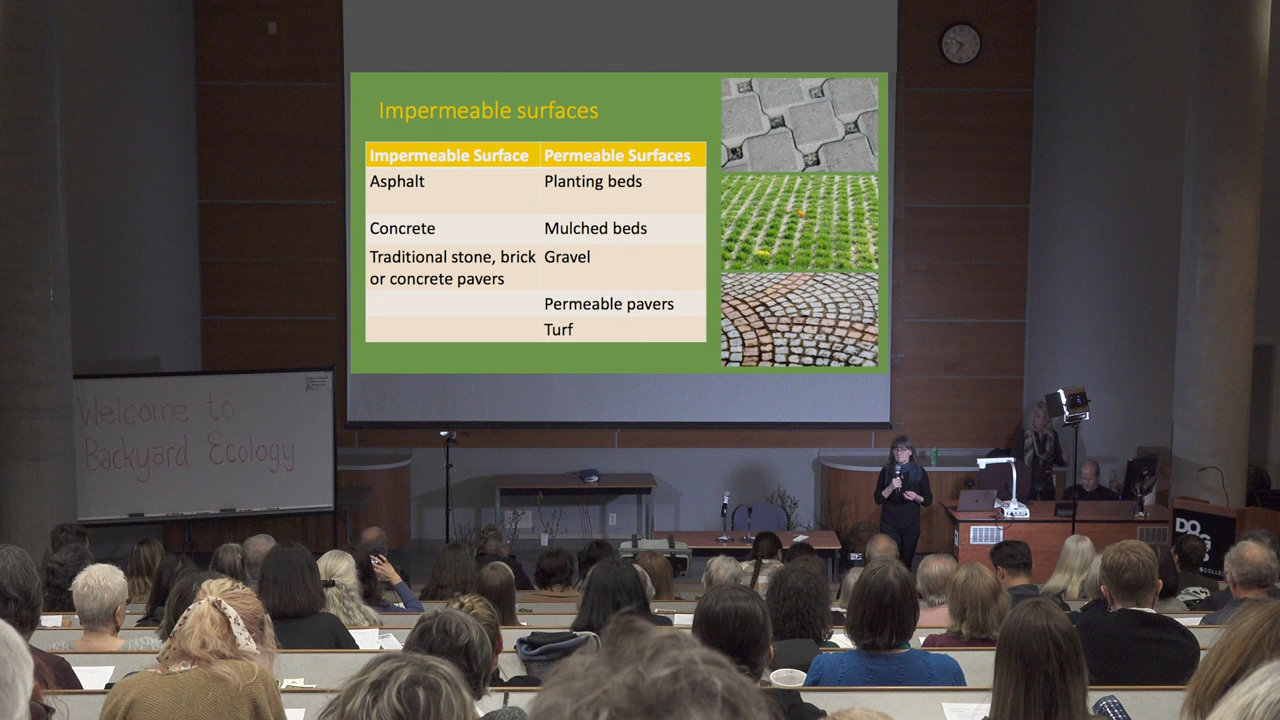 Impermeable surfaces
Impermeable Surface Permeable Surfaces
Asphalt Planting beds
Concrete Mulched beds
Traditional stone, brick Gravel
or concrete pavers
Permeable pavers
Turf
Welcome to
Backyard Ecology